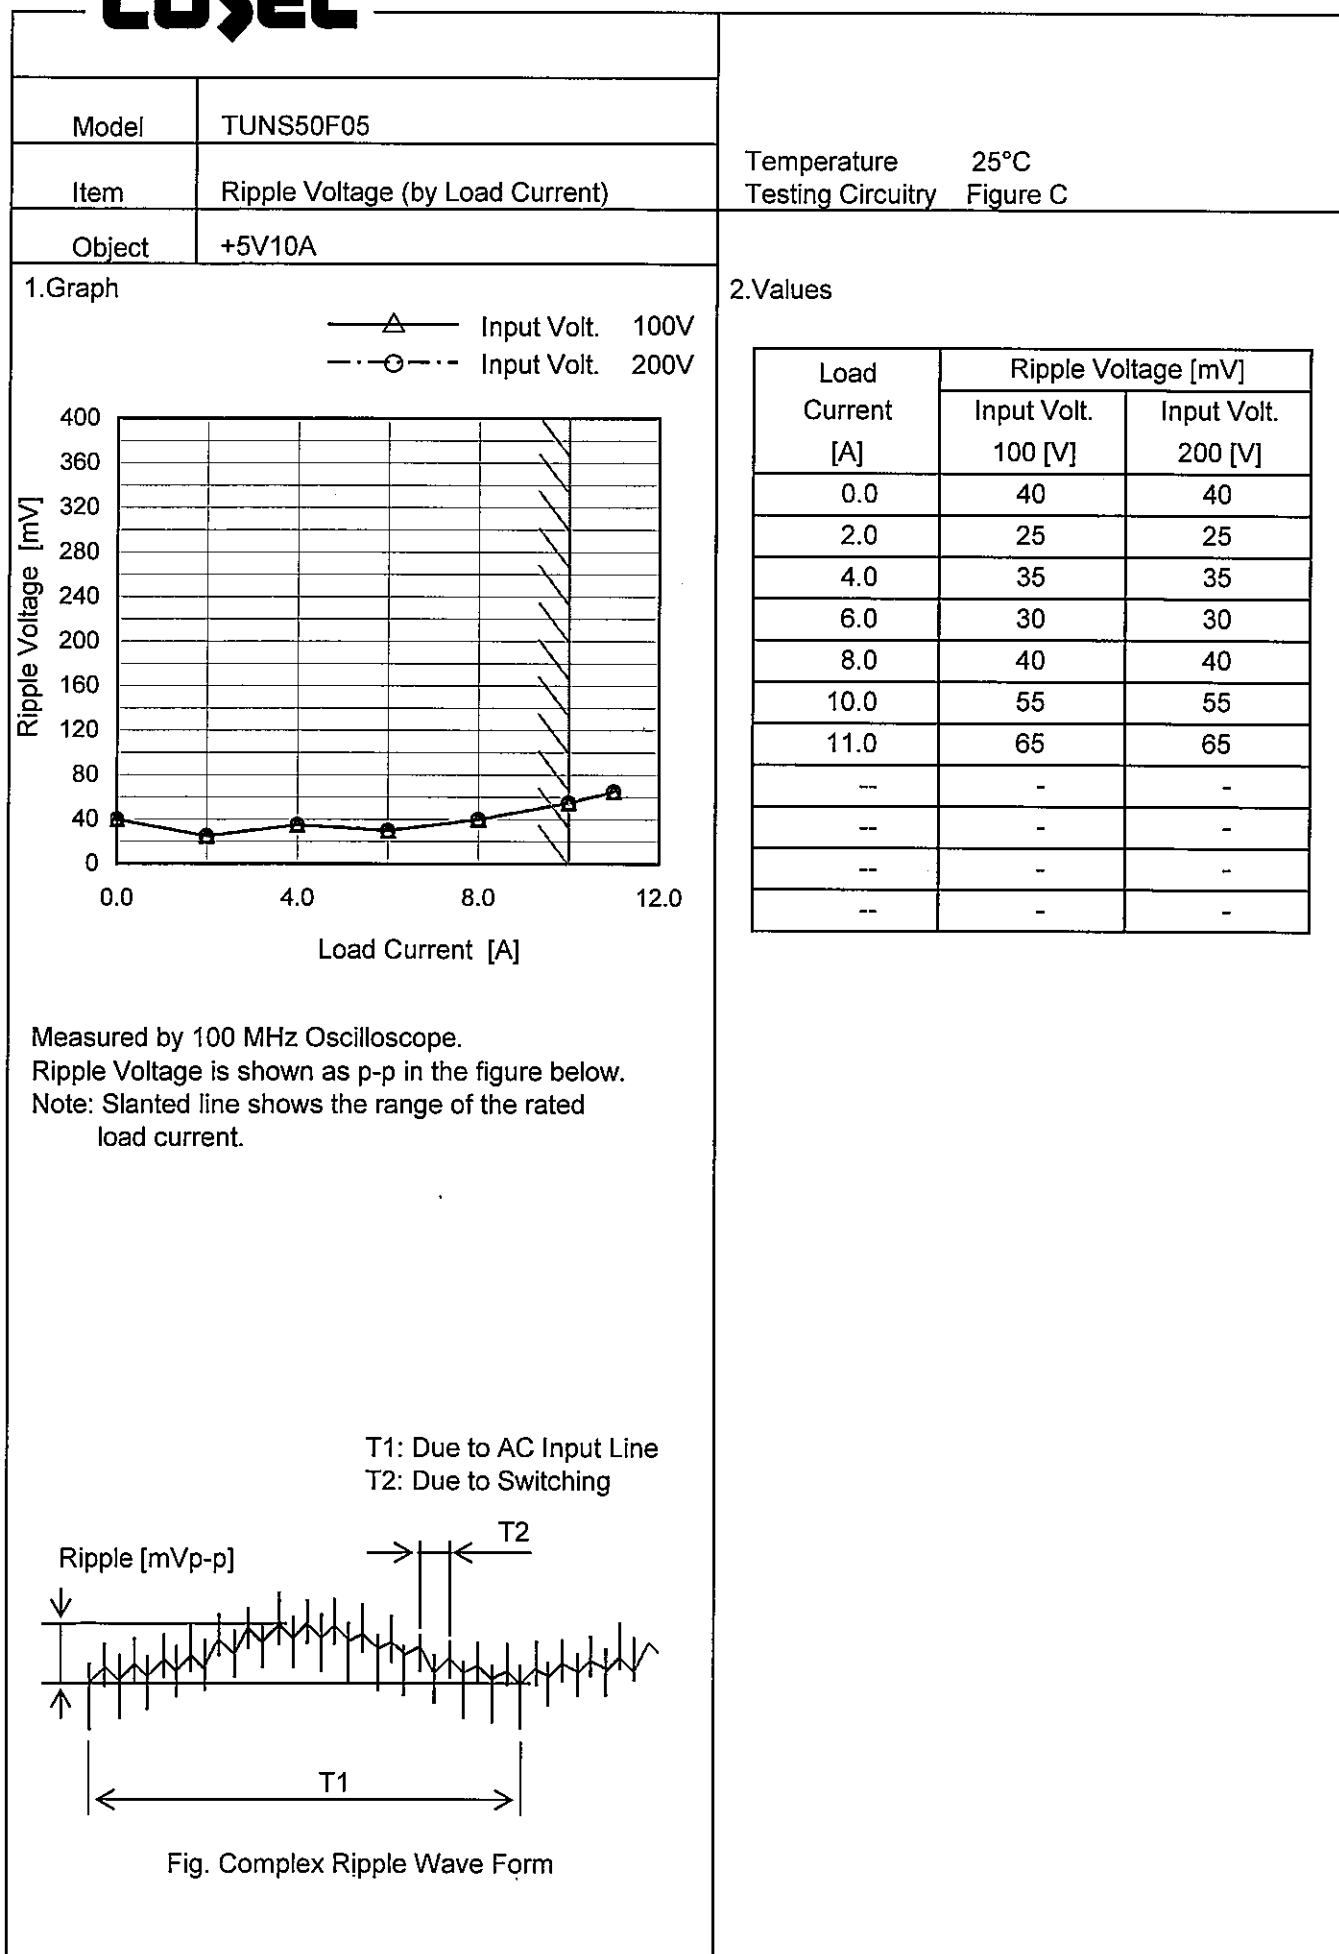 COSEL
Model TUNS50F05
Item Ripple Voltage (by Load Current)
Object +5V10A
Temperature 25°C
Testing Circuitry Figure C
1.Graph
Input Volt. 100V
Input Volt. 200V
Ripple Voltage [mV]
400
360
320
280
240
200
160
120
80
40
0
0.0 4.0 8.0 12.0
Load Current [A]
Measured by 100 MHz Oscilloscope.
Ripple Voltage is shown as p-p in the figure below.
Note: Slanted line shows the range of the rated
load current.
T1: Due to AC Input Line
T2: Due to Switching
T2
Ripple [mVp-p]
T1
Fig. Complex Ripple Wave Form
2.Values
Load Ripple Voltage [mV]
Current Input Volt. Input Volt.
[A] 100 [V] 200 [V]
0.0 40 40
2.0 25 25
4.0 35 35
6.0 30 30
8.0 40 40
10.0 55 55
11.0 65 65
-- - -
-- - -
-- - -
-- - -